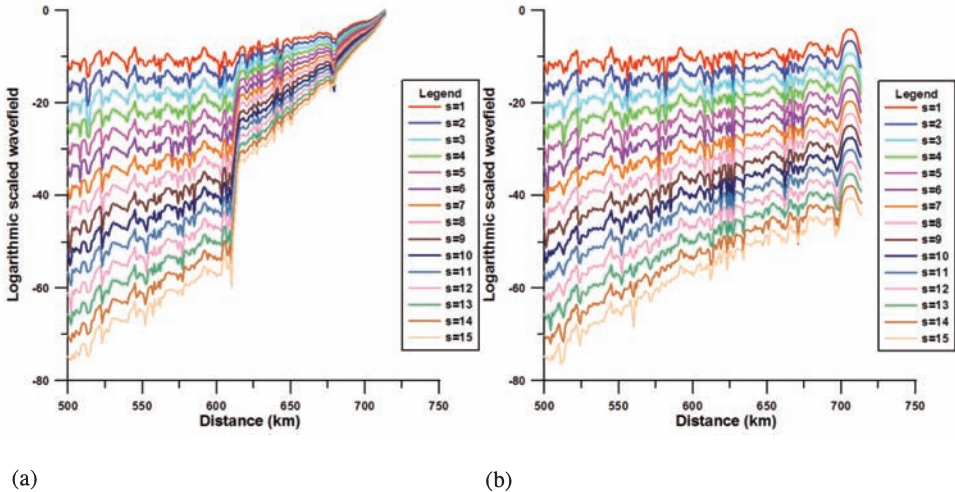 0
-20
-40
-60
-80
Logarithmic scaled wavefield
500
550
600
650
700
750
Distance (km)
Legend
s=1
s=2
s=3
s=4
s=5
s=6
s=7
s=8
s=9
s=10
s=11
s=12
s=13
s=14
s=15
0
-20
-40
-60
-80
Logarithmic scaled wavefield
500
550
600
650
700
750
Distance (km)
Legend
s=1
s=2
s=3
s=4
s=5
s=6
s=7
s=8
s=9
s=10
s=11
s=12
s=13
s=14
s=15
(a)
(b)